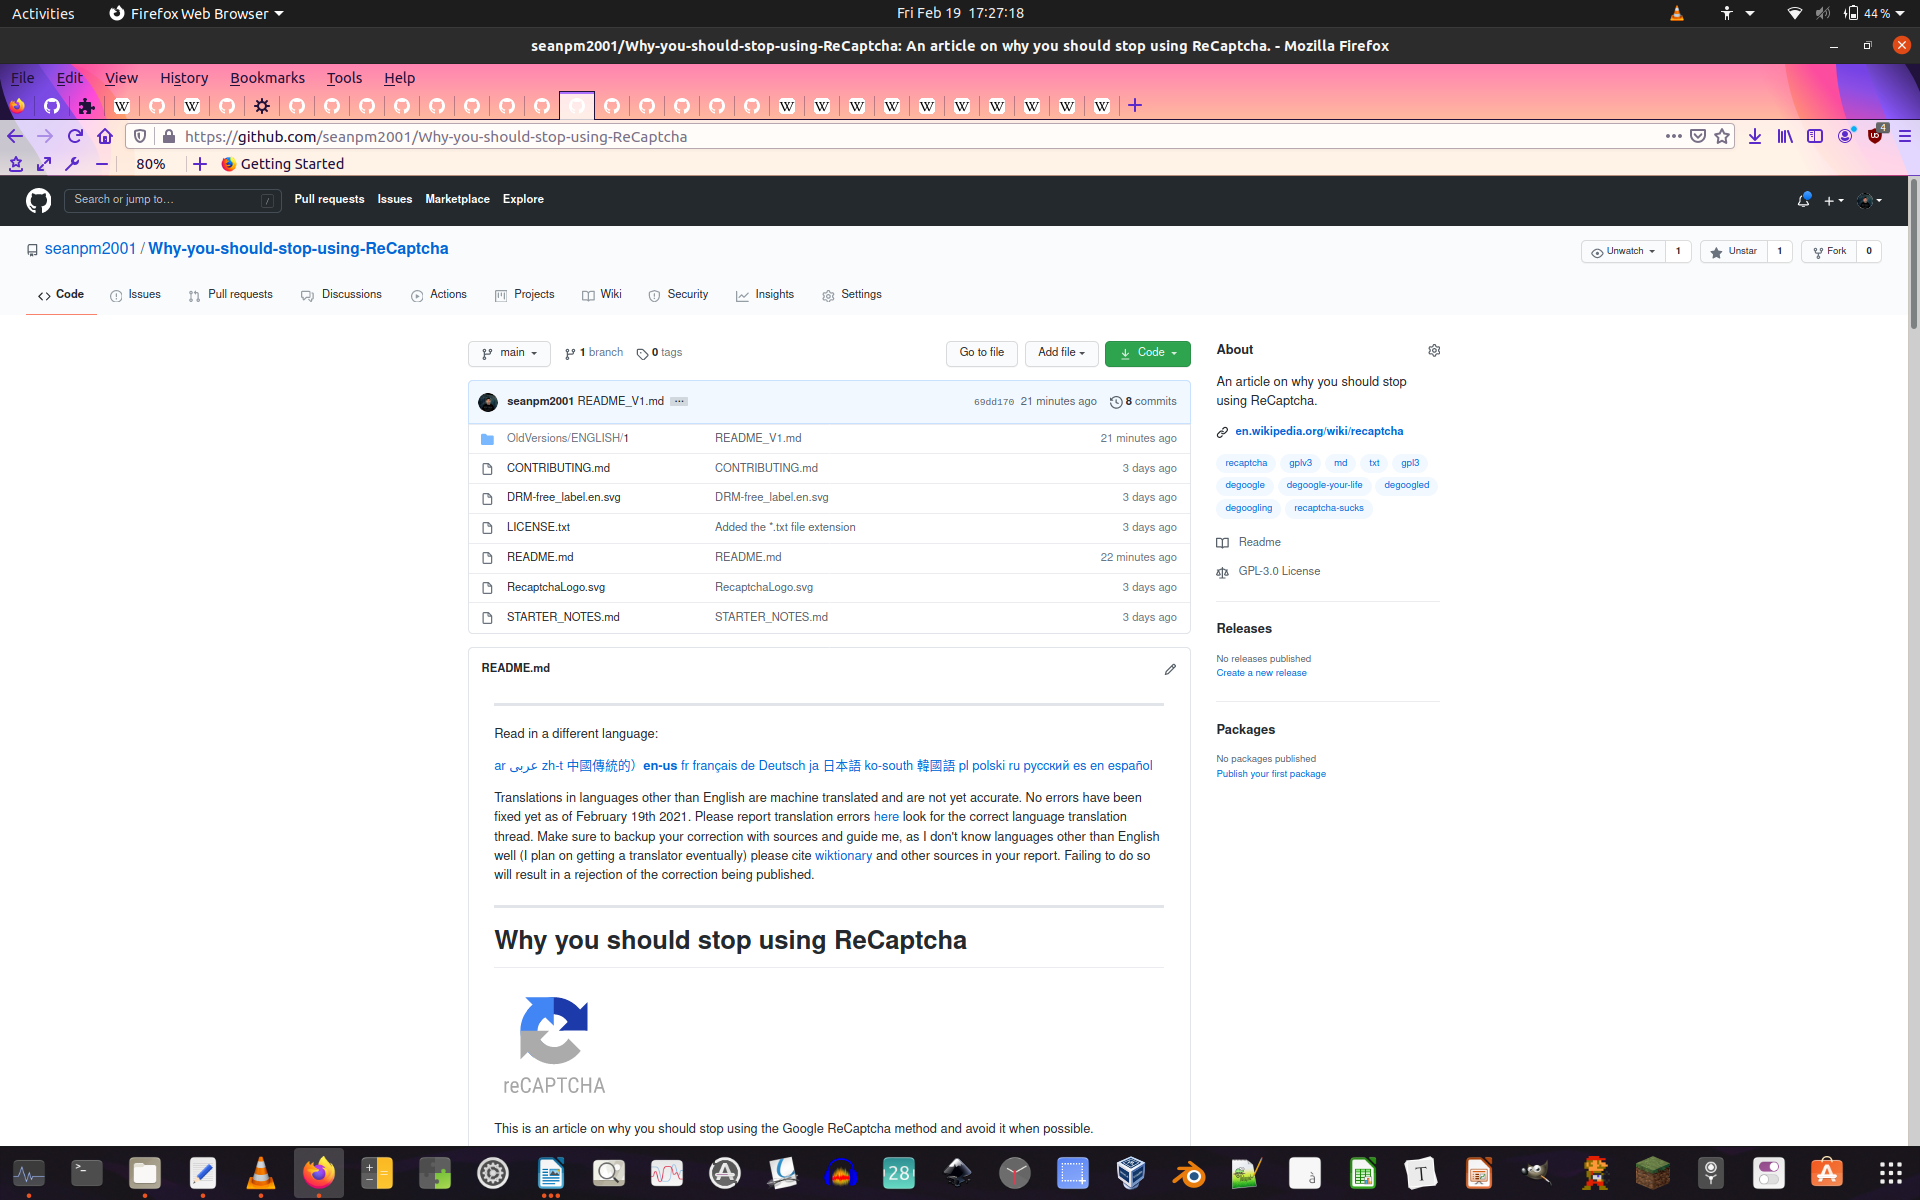 Activities Firefox Web Browser Fri Feb 19 17:27:18 44 %
seanpm2001/Why-you-should-stop-using-ReCaptcha: An article on why you should stop using ReCaptcha. - Mozilla Firefox
File Edit View History Bookmarks Tools Help
https://github.com/seanpm2001/Why-you-should-stop-using-ReCaptcha 4
80% Getting Started
Search or jump to… / Pull requests Issues Marketplace Explore
seanpm2001 / Why-you-should-stop-using-ReCaptcha Unwatch 1 Unstar 1 Fork 0
Code Issues Pull requests Discussions Actions Projects Wiki Security Insights Settings
main 1 branch 0 tags Go to file Add file Code
seanpm2001 README_V1.md ... 69dd170 21 minutes ago 8 commits
OldVersions/ENGLISH/1 README_V1.md 21 minutes ago
CONTRIBUTING.md CONTRIBUTING.md 3 days ago
DRM-free_label.en.svg DRM-free_label.en.svg 3 days ago
LICENSE.txt Added the *.txt file extension 3 days ago
README.md README.md 22 minutes ago
RecaptchaLogo.svg RecaptchaLogo.svg 3 days ago
STARTER_NOTES.md STARTER_NOTES.md 3 days ago
About
An article on why you should stop
using ReCaptcha.
en.wikipedia.org/wiki/recaptcha
recaptcha gplv3 md txt gpl3
degoogle degoogle-your-life degoogled
degoogling recaptcha-sucks
Readme
GPL-3.0 License
Releases
No releases published
Create a new release
Packages
No packages published
Publish your first package
README.md
Read in a different language:
ar عربى zh-t 中國傳統的） en-us fr français de Deutsch ja 日本語 ko-south 韓國語 pl polski ru русский es en español
Translations in languages other than English are machine translated and are not yet accurate. No errors have been
fixed yet as of February 19th 2021. Please report translation errors here look for the correct language translation
thread. Make sure to backup your correction with sources and guide me, as I don't know languages other than English
well (I plan on getting a translator eventually) please cite wiktionary and other sources in your report. Failing to do so
will result in a rejection of the correction being published.
Why you should stop using ReCaptcha
reCAPTCHA
This is an article on why you should stop using the Google ReCaptcha method and avoid it when possible.
28